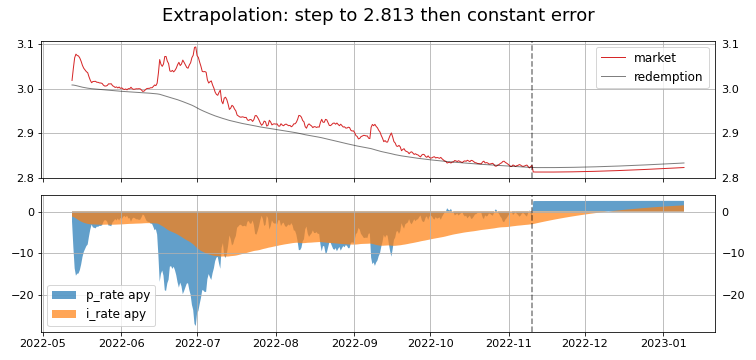 Extrapolation: step to 2.813 then constant error
3.1 3.1
market
redemption
3.0 3.0
2.9 2.9
2.8 2.8
0 0
−10 −10
−20 −20
p_rate apy
i_rate apy
2022-05 2022-06 2022-07 2022-08 2022-09 2022-10 2022-11 2022-12 2023-01